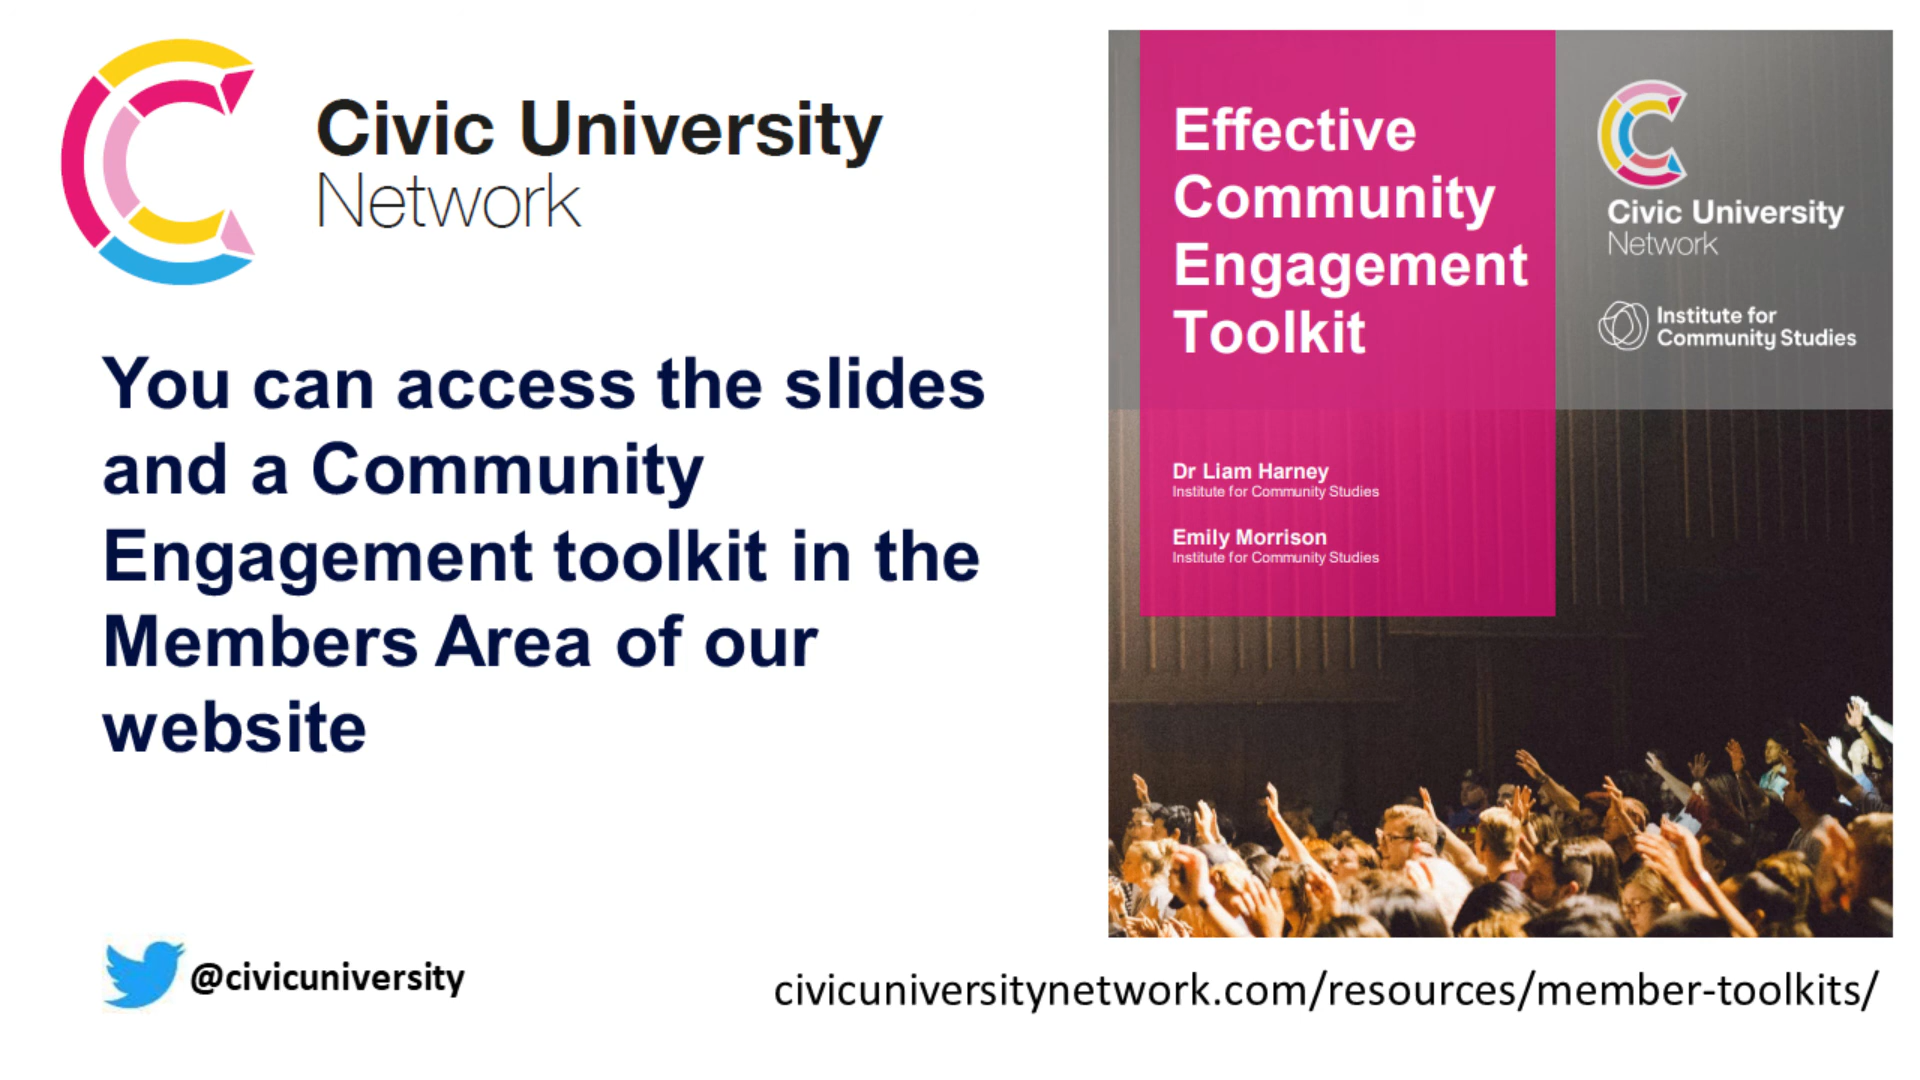 Civic University
Network
You can access the slides
and a Community
Engagement toolkit in the
Members Area of our
website
@civicuniversity
Effective
Community
Engagement
Toolkit
Dr Liam Harney
Institute for Community Studies
Emily Morrison
Institute for Community Studies
Civic University
Network
Institute for
Community Studies
civicuniversitynetwork.com/resources/member-toolkits/